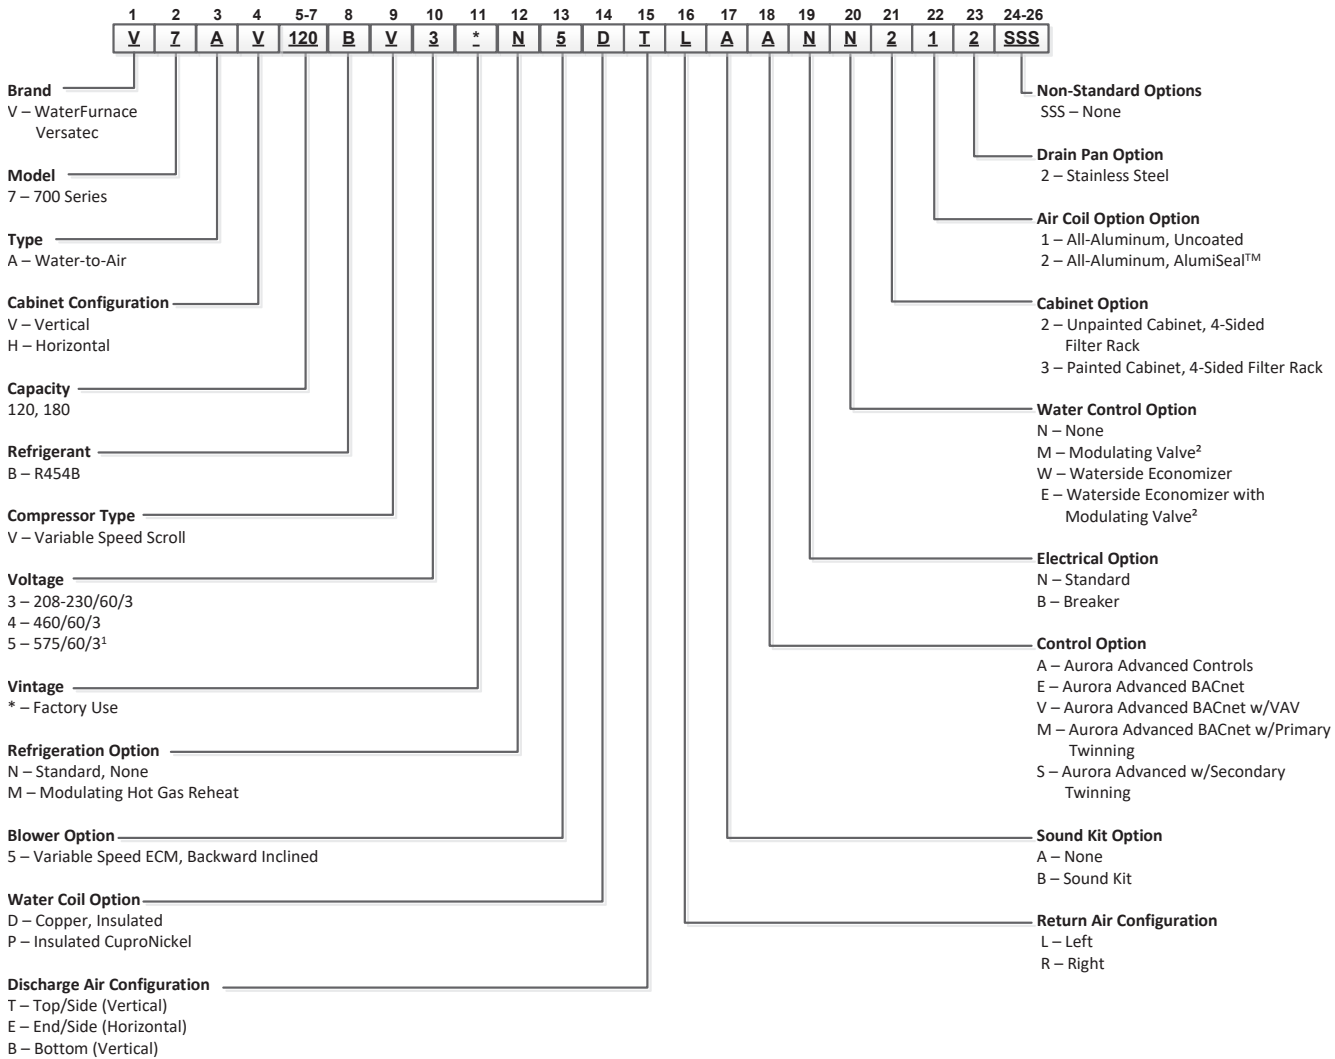 1 2 3 4 5-7 8 9 10 11 12 13 14 15 16 17 18 19 20 21 22 23 24-26
V 7 A V 120 B V 3 * N 5 D T L A A N N 2 1 2 SSS
Brand
V – WaterFurnace
Versatec
Model
7 – 700 Series
Type
A – Water-to-Air
Cabinet Configuration
V – Vertical
H – Horizontal
Capacity
120, 180
Refrigerant
B – R454B
Compressor Type
V – Variable Speed Scroll
Voltage
3 – 208-230/60/3
4 – 460/60/3
5 – 575/60/3¹
Vintage
* – Factory Use
Refrigeration Option
N – Standard, None
M – Modulating Hot Gas Reheat
Blower Option
5 – Variable Speed ECM, Backward Inclined
Water Coil Option
D – Copper, Insulated
P – Insulated CuproNickel
Discharge Air Configuration
T – Top/Side (Vertical)
E – End/Side (Horizontal)
B – Bottom (Vertical)
Non-Standard Options
SSS – None
Drain Pan Option
2 – Stainless Steel
Air Coil Option Option
1 – All-Aluminum, Uncoated
2 – All-Aluminum, AlumiSeal™
Cabinet Option
2 – Unpainted Cabinet, 4-Sided
Filter Rack
3 – Painted Cabinet, 4-Sided Filter Rack
Water Control Option
N – None
M – Modulating Valve²
W – Waterside Economizer
E – Waterside Economizer with
Modulating Valve²
Electrical Option
N – Standard
B – Breaker
Control Option
A – Aurora Advanced Controls
E – Aurora Advanced BACnet
V – Aurora Advanced BACnet w/VAV
M – Aurora Advanced BACnet w/Primary
Twinning
S – Aurora Advanced w/Secondary
Twinning
Sound Kit Option
A – None
B – Sound Kit
Return Air Configuration
L – Left
R – Right